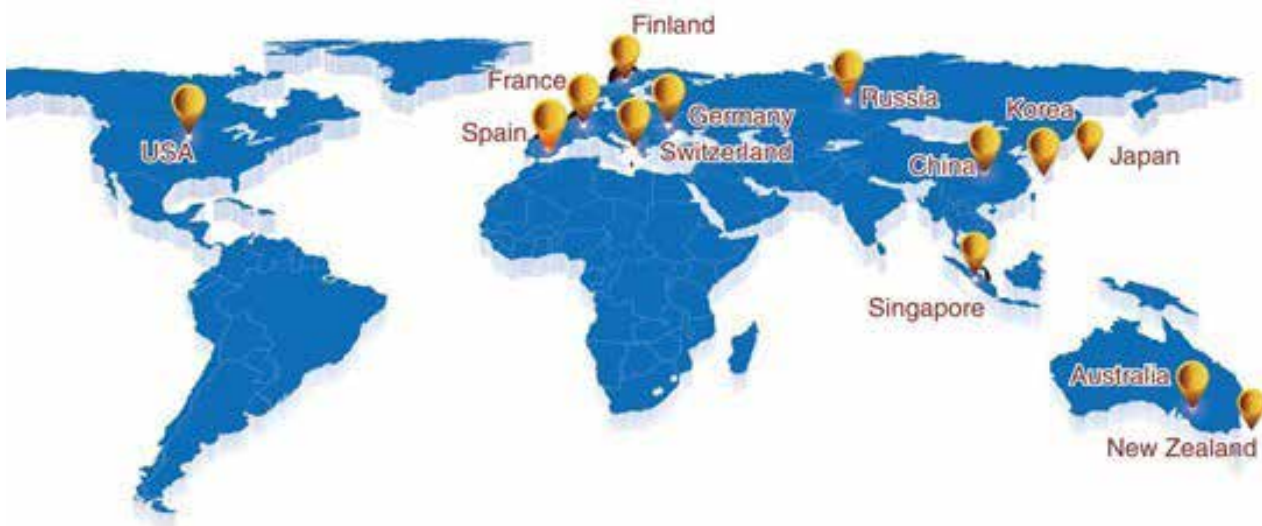 Finland
France
Spain
Germany
Switzerland
USA
Russia
Korea
China
Japan
Singapore
Australia
New Zealand